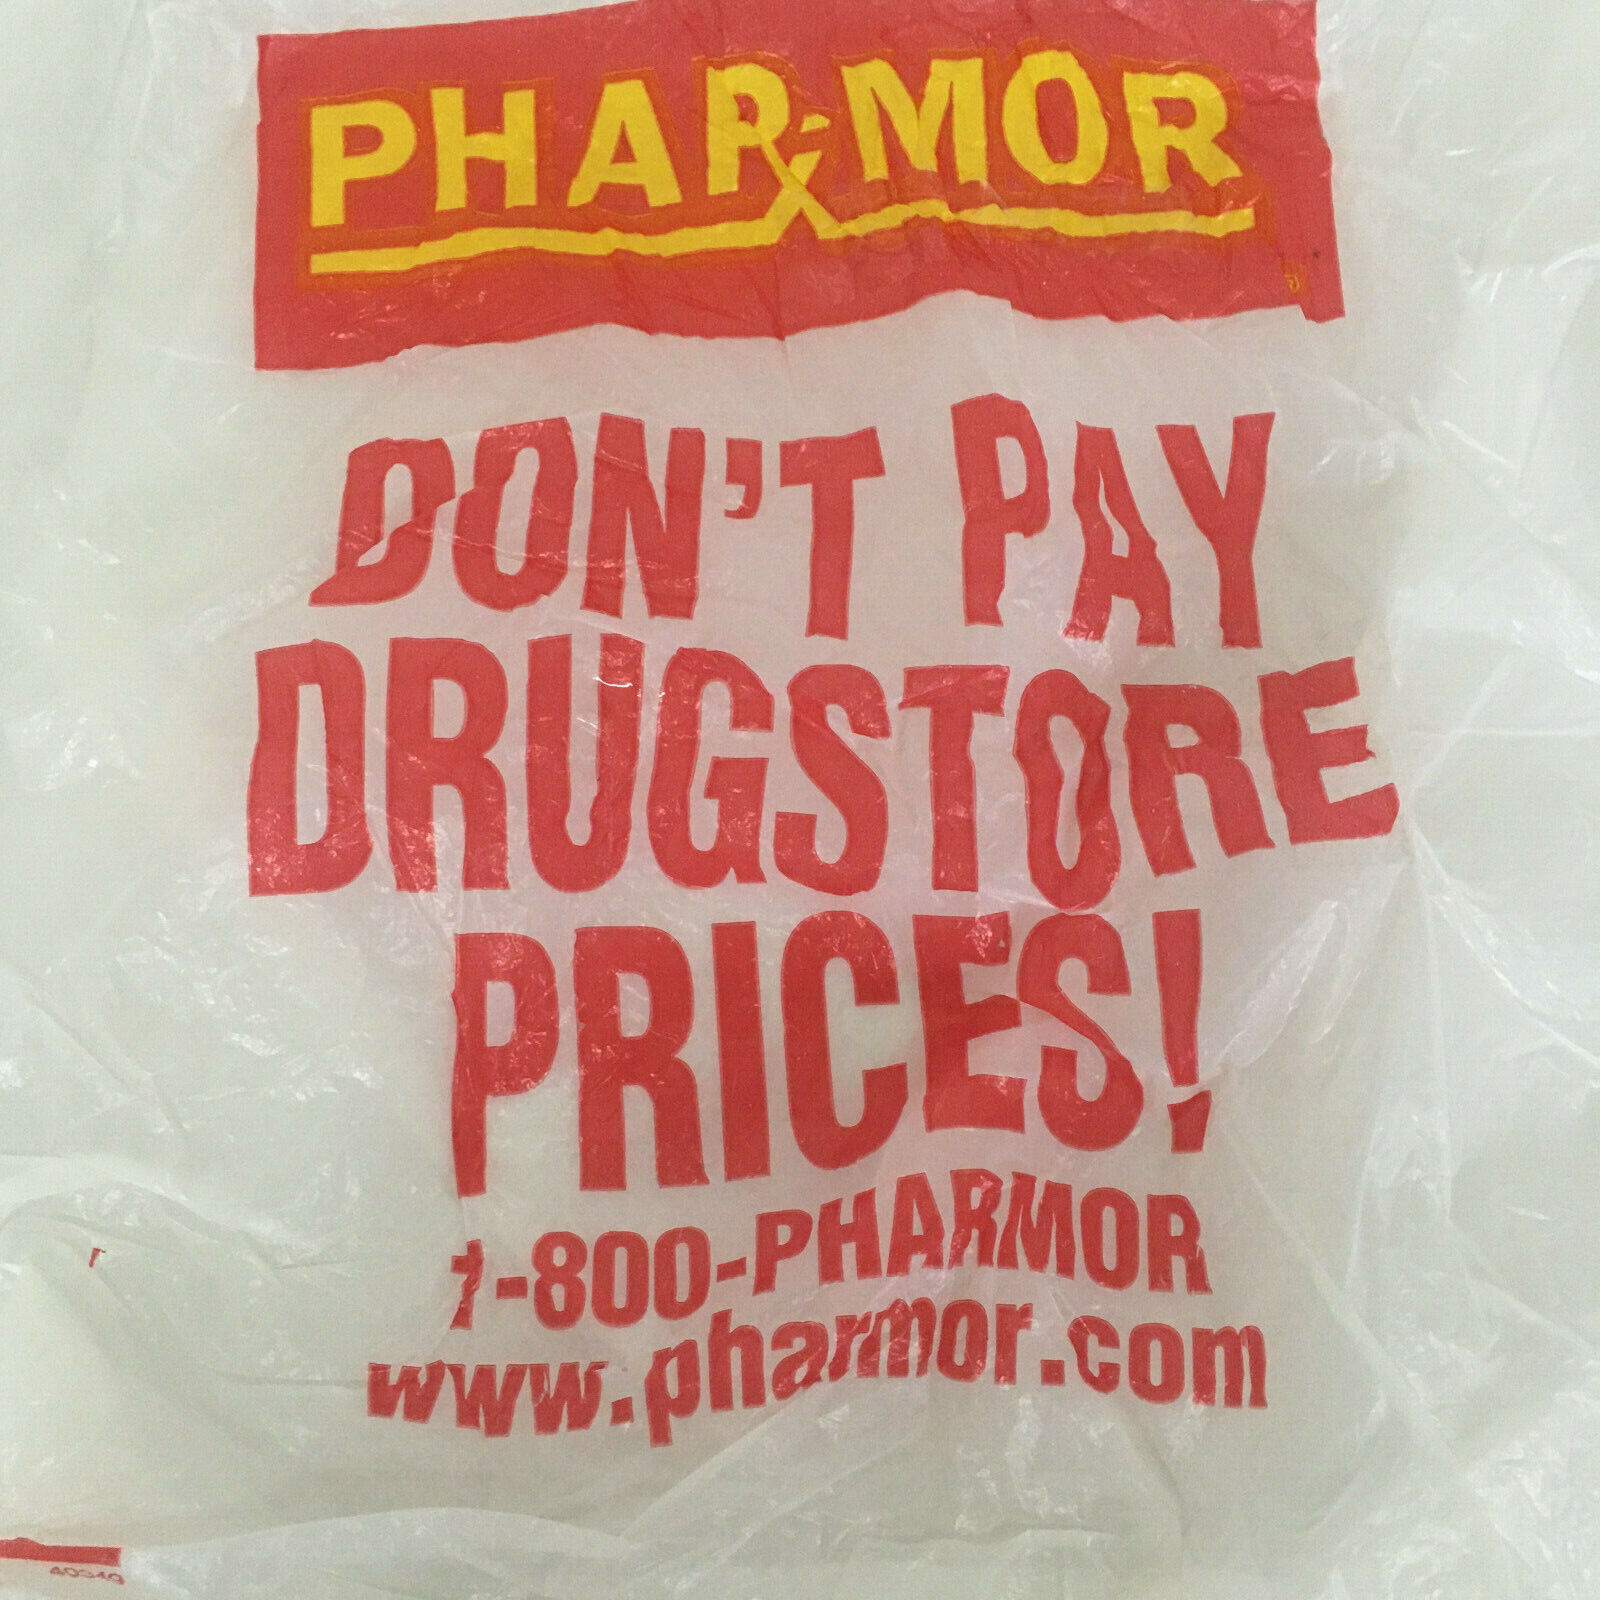 PHAR-MOR
DON'T PAY
DRUGSTORE
PRICES!
1-800-PHARMOR
www.pharmor.com